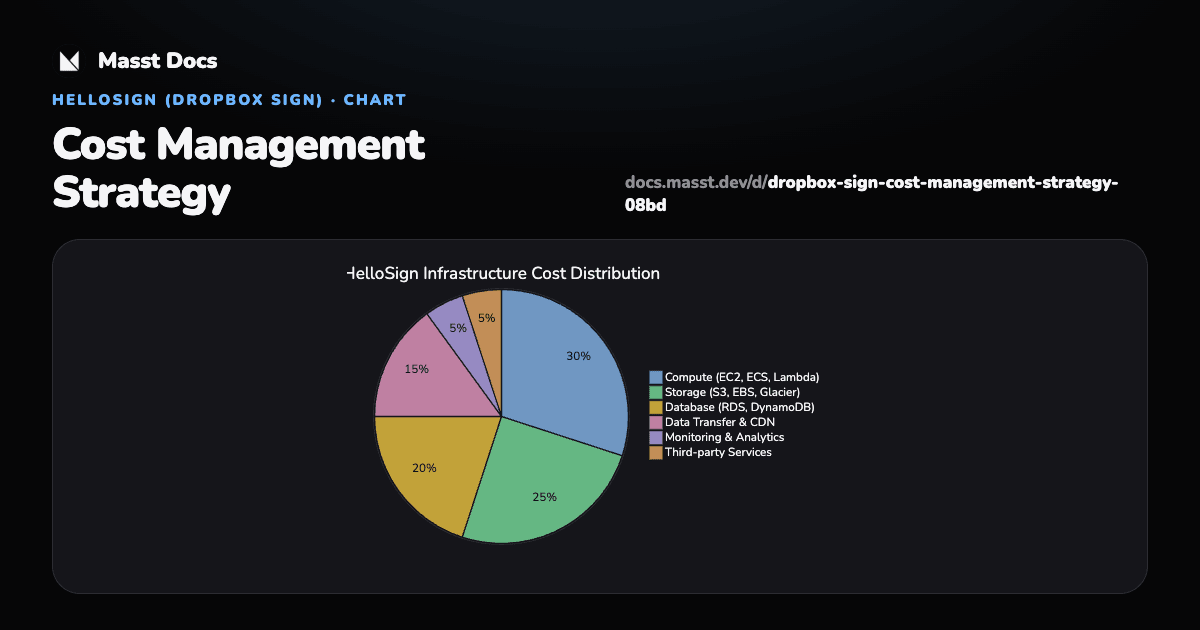 Masst Docs
HELLOSIGN (DROPBOX SIGN) · CHART
Cost Management
Strategy
docs.masst.dev/d/dropbox-sign-cost-management-strategy-
08bd
HelloSign Infrastructure Cost Distribution
5%
5%
30%
15%
20%
25%
Compute (EC2, ECS, Lambda)
Storage (S3, EBS, Glacier)
Database (RDS, DynamoDB)
Data Transfer & CDN
Monitoring & Analytics
Third-party Services